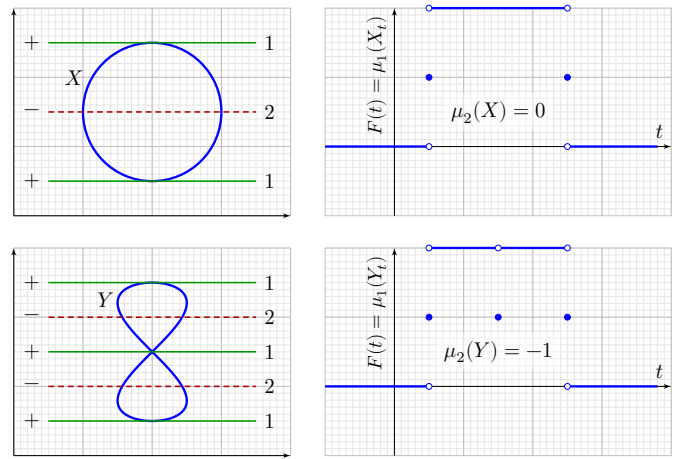 + 1
X
− 2
+ 1
F(t) = μ₁(Xₜ)
μ₂(X) = 0
t
+ 1
Y
− 2
+ 1
− 2
+ 1
F(t) = μ₁(Yₜ)
μ₂(Y) = −1
t